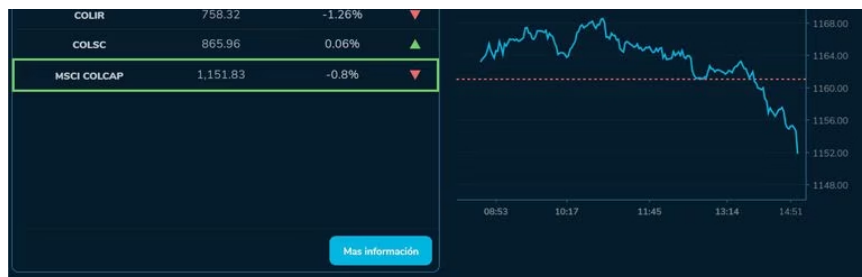 COLIR 758.32 -1.26%
COLSC 865.96 0.06%
MSCI COLCAP 1,151.83 -0.8%
Mas información
1168.00
1164.00
1160.00
1156.00
1152.00
1148.00
08:53 10:17 11:45 13:14 14:51